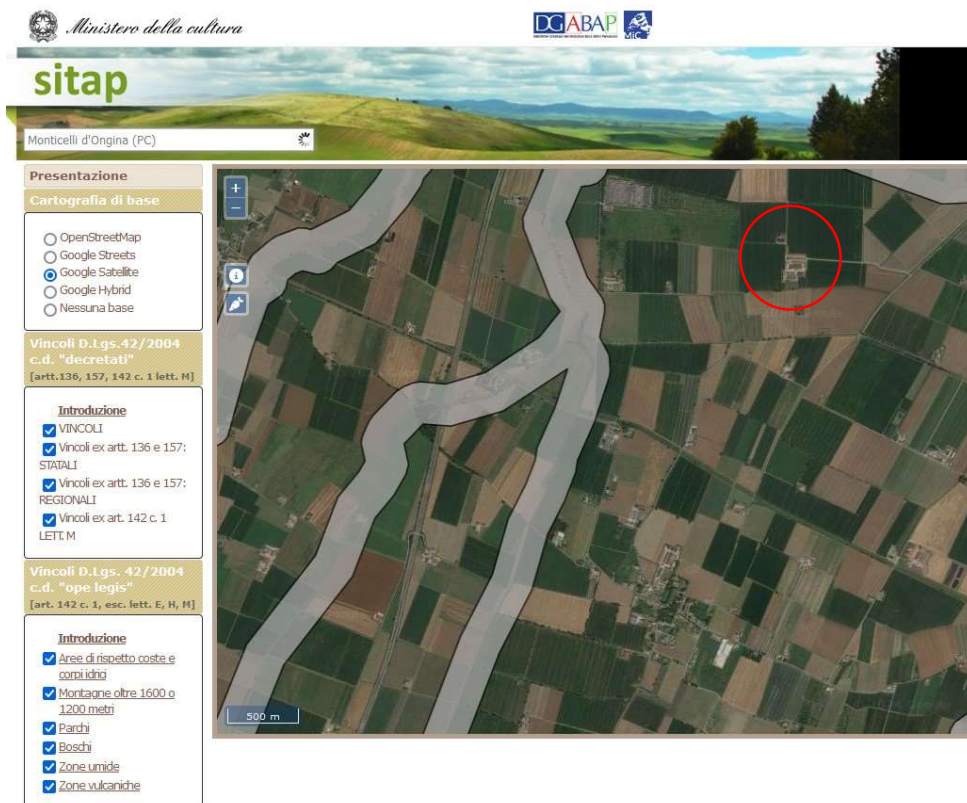 Ministero della cultura
DGABAP
MiC
sitap
Monticelli d'Ongina (PC)
Presentazione
Cartografia di base
OpenStreetMap
Google Streets
Google Satellite
Google Hybrid
Nessuna base
Vincoli D.Lgs.42/2004
c.d. "decretati"
[artt.136, 157, 142 c. 1 lett. M]
Introduzione
VINCOLI
Vincoli ex artt. 136 e 157:
STATALI
Vincoli ex artt. 136 e 157:
REGIONALI
Vincoli ex art. 142 c. 1
LETT. M
Vincoli D.Lgs. 42/2004
c.d. "ope legis"
[art. 142 c. 1, esc. lett. E, H, M]
Introduzione
Aree di rispetto coste e
corpi idrici
Montagne oltre 1600 o
1200 metri
Parchi
Boschi
Zone umide
Zone vulcaniche
+
−
i
500 m